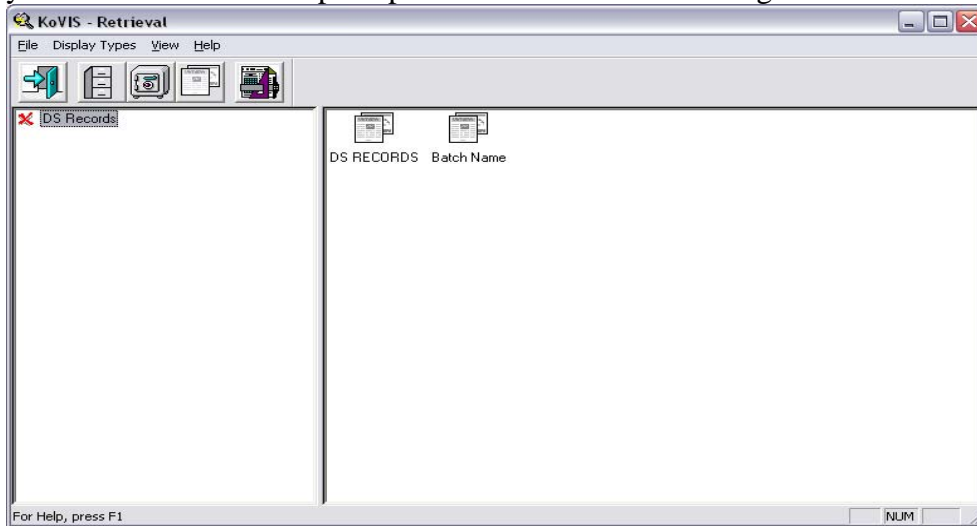 KoVIS - Retrieval
File Display Types View Help
DS Records
DS RECORDS Batch Name
For Help, press F1
NUM